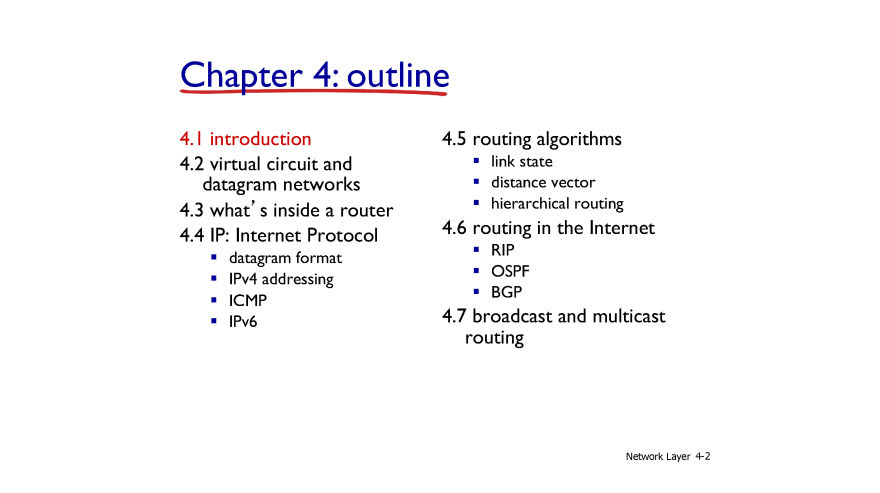 Chapter 4: outline
4.1 introduction
4.2 virtual circuit and
datagram networks
4.3 what’s inside a router
4.4 IP: Internet Protocol
▪ datagram format
▪ IPv4 addressing
▪ ICMP
▪ IPv6
4.5 routing algorithms
▪ link state
▪ distance vector
▪ hierarchical routing
4.6 routing in the Internet
▪ RIP
▪ OSPF
▪ BGP
4.7 broadcast and multicast
routing
Network Layer 4-2